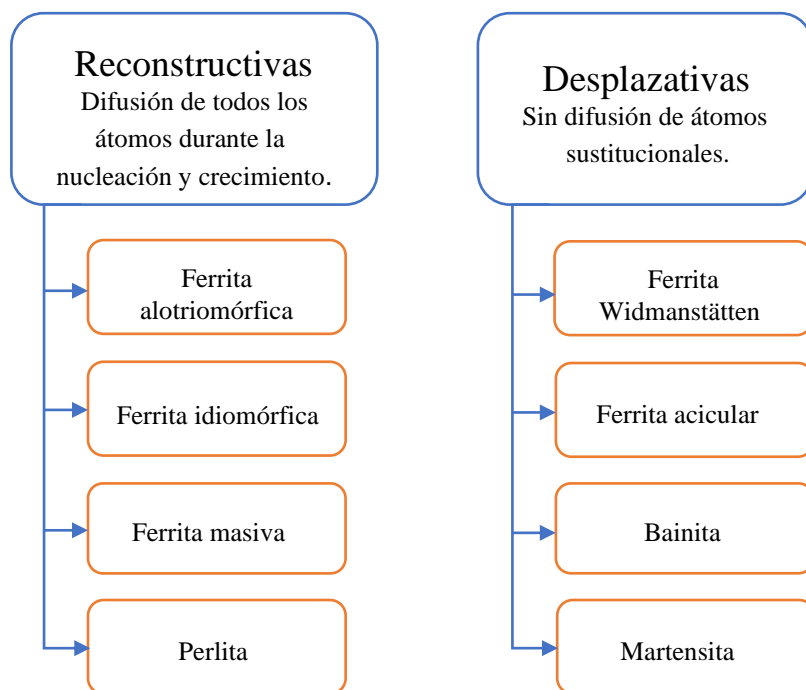 Reconstructivas
Difusión de todos los
átomos durante la
nucleación y crecimiento.
Ferrita
alotriomórfica
Ferrita idiomórfica
Ferrita masiva
Perlita
Desplazativas
Sin difusión de átomos
sustitucionales.
Ferrita
Widmanstätten
Ferrita acicular
Bainita
Martensita